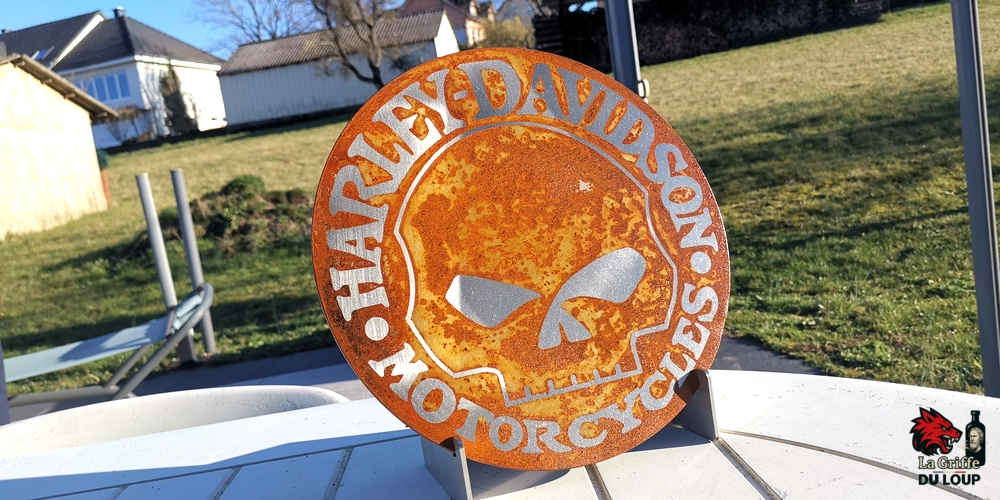 HARLEY-DAVIDSON
MOTORCYCLES
La Griffe
DU LOUP